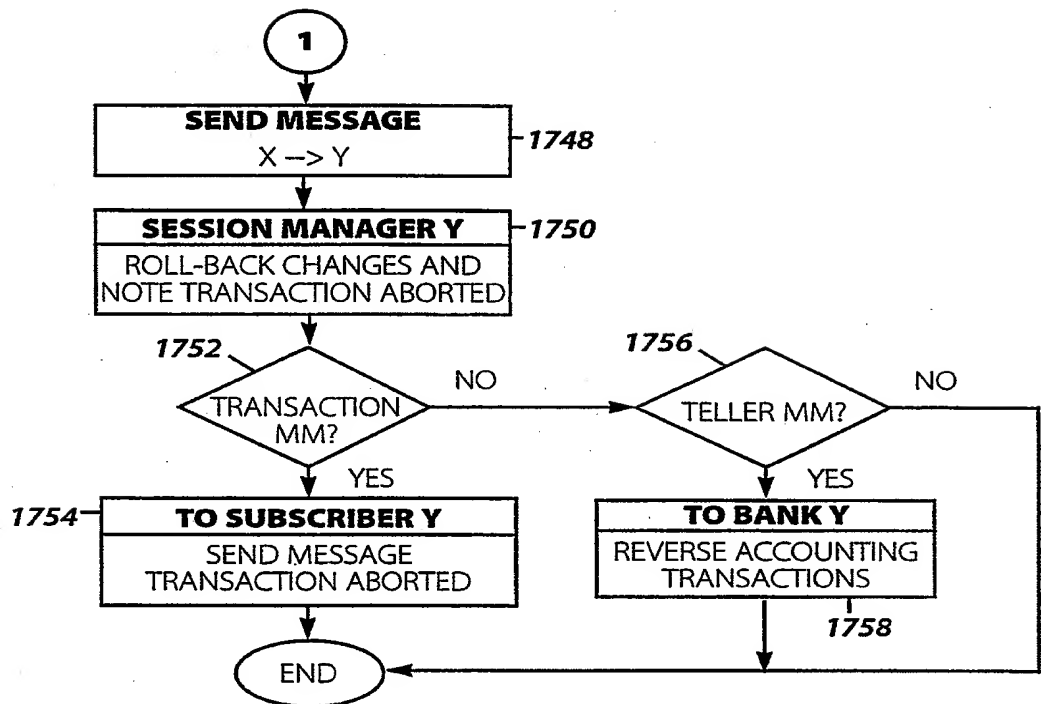 1
SEND MESSAGE
X —> Y
1748
SESSION MANAGER Y
1750
ROLL-BACK CHANGES AND
NOTE TRANSACTION ABORTED
1752
TRANSACTION
MM?
NO
YES
1756
TELLER MM?
NO
YES
1754
TO SUBSCRIBER Y
SEND MESSAGE
TRANSACTION ABORTED
TO BANK Y
REVERSE ACCOUNTING
TRANSACTIONS
1758
END